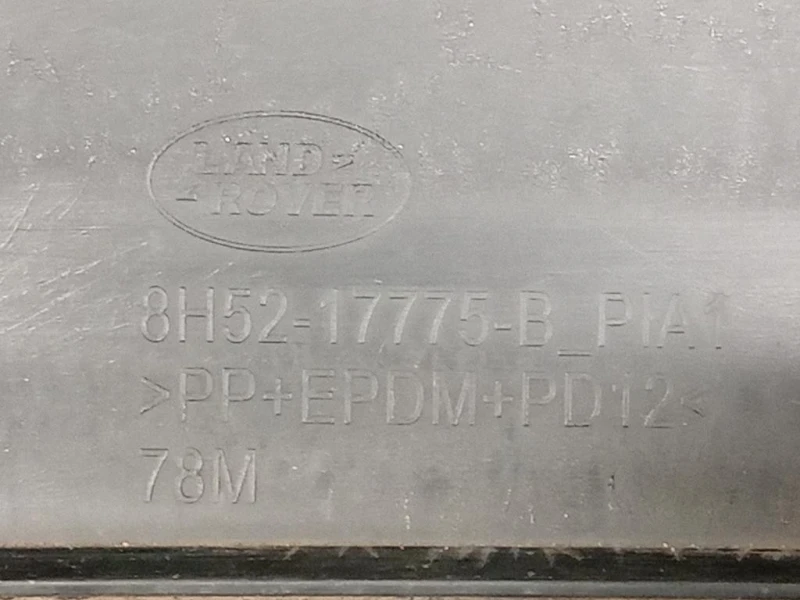 LAND
ROVER
8H52-17775-B_PIA1
>PP+EPDM+PD12<
78M